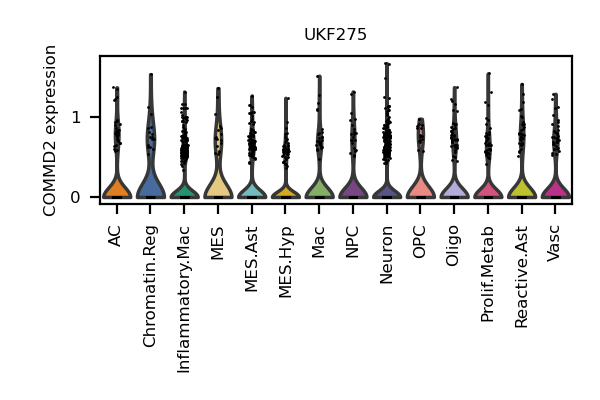 UKF275
COMMD2 expression
1
0
AC
Chromatin.Reg
Inflammatory.Mac
MES
MES.Ast
MES.Hyp
Mac
NPC
Neuron
OPC
Oligo
Prolif.Metab
Reactive.Ast
Vasc